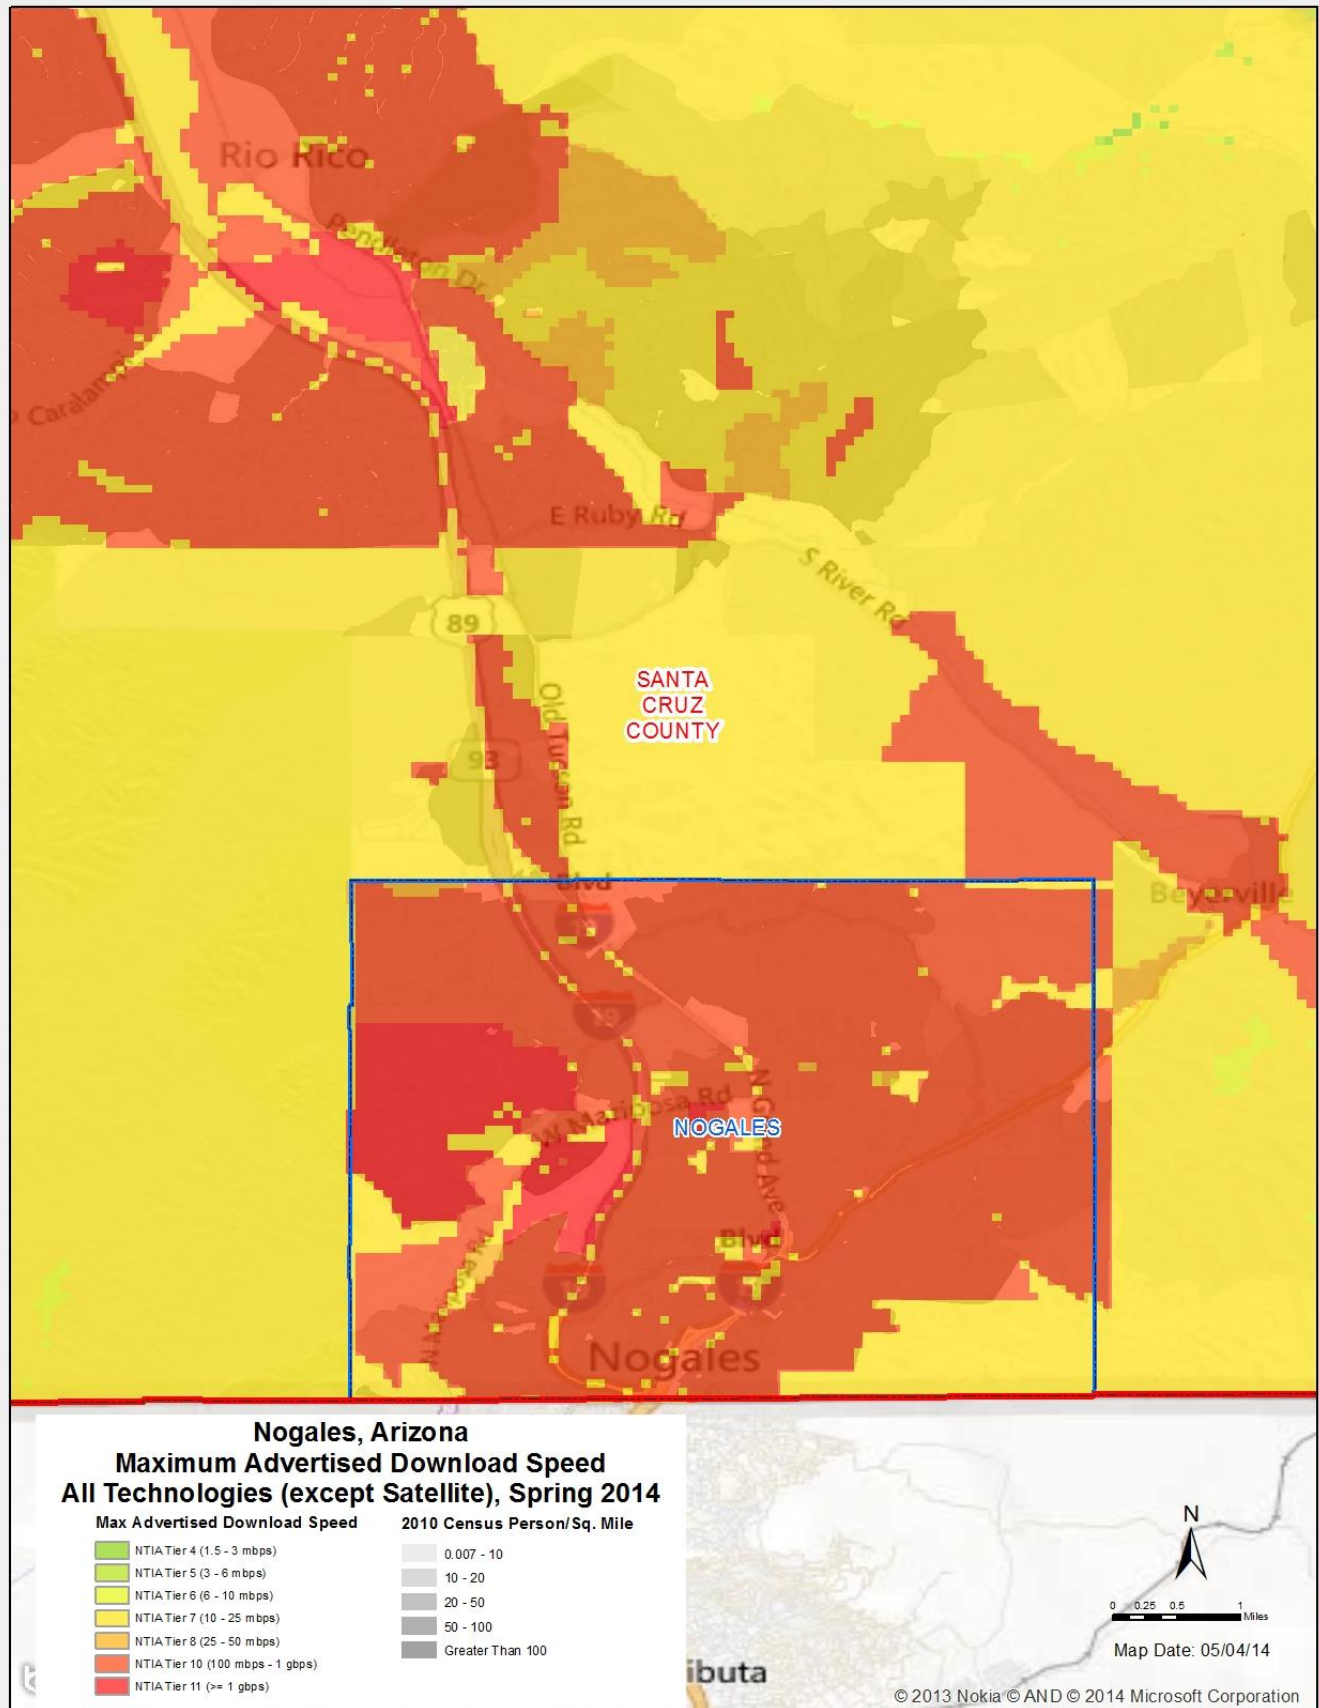 Rio Rico
Pendleton Dr
Caralampi
E Ruby Rd
S River Rd
89
SANTA
CRUZ
COUNTY
Old Tucson Rd
93
Blvd
Beyerville
19
W Mariposa Rd
N Grand Ave
NOGALES
N Mariposa Rd
Blvd
Nogales
Nogales, Arizona
Maximum Advertised Download Speed
All Technologies (except Satellite), Spring 2014
Max Advertised Download Speed
NTIA Tier 4 (1.5 - 3 mbps)
NTIA Tier 5 (3 - 6 mbps)
NTIA Tier 6 (6 - 10 mbps)
NTIA Tier 7 (10 - 25 mbps)
NTIA Tier 8 (25 - 50 mbps)
NTIA Tier 10 (100 mbps - 1 gbps)
NTIA Tier 11 (>= 1 gbps)
2010 Census Person/Sq. Mile
0.007 - 10
10 - 20
20 - 50
50 - 100
Greater Than 100
N
0 0.25 0.5 1
Miles
Map Date: 05/04/14
ibuta
© 2013 Nokia © AND © 2014 Microsoft Corporation